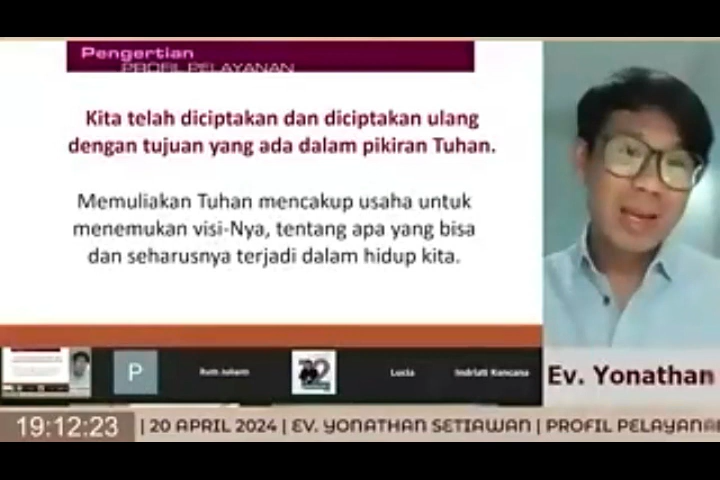 Pengertian
PROFIL PELAYANAN
Kita telah diciptakan dan diciptakan ulang
dengan tujuan yang ada dalam pikiran Tuhan.
Memuliakan Tuhan mencakup usaha untuk
menemukan visi-Nya, tentang apa yang bisa
dan seharusnya terjadi dalam hidup kita.
P
Lucia
Indriati Kencana
Ev. Yonathan
19:12:23
| 20 APRIL 2024 | EV. YONATHAN SETIAWAN | PROFIL PELAYANAN